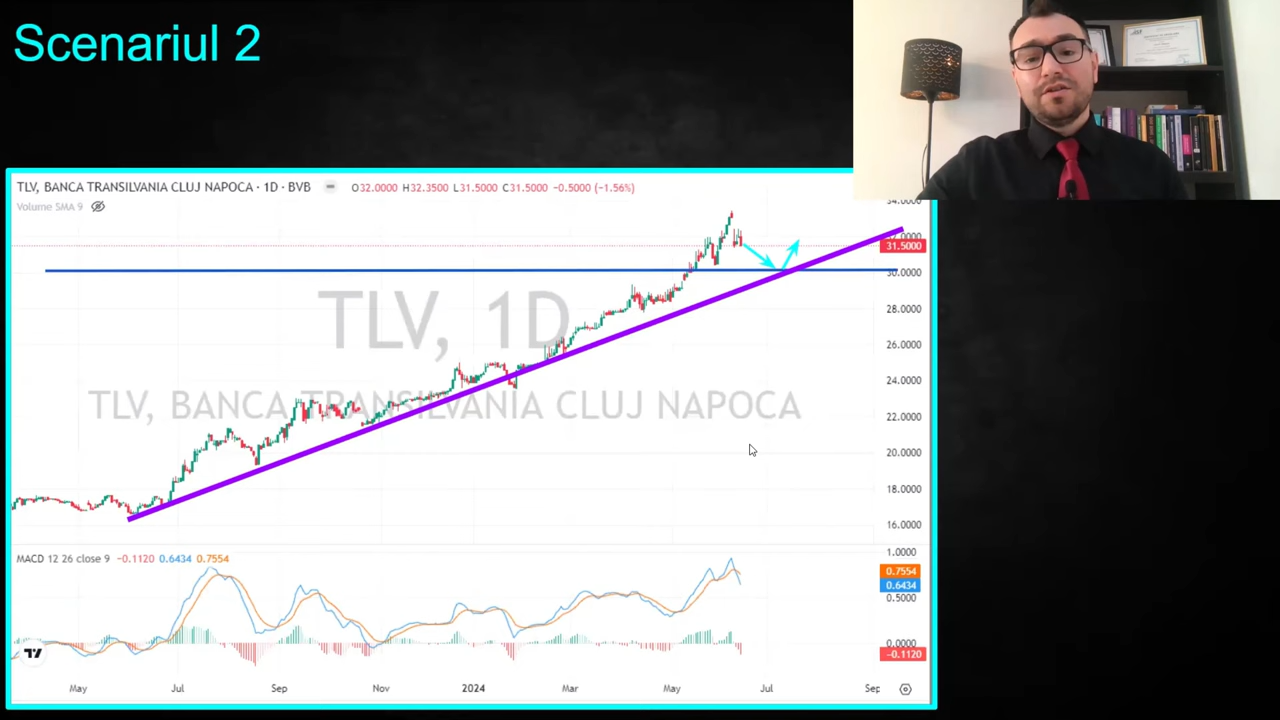 Scenariul 2
TLV, BANCA TRANSILVANIA CLUJ NAPOCA · 1D · BVB O32.0000 H32.3500 L31.5000 C31.5000 -0.5000 (-1.56%)
Volume SMA 9
34.0000
32.0000
31.5000
30.0000
28.0000
26.0000
24.0000
22.0000
20.0000
18.0000
16.0000
TLV, 1D
TLV, BANCA TRANSILVANIA CLUJ NAPOCA
MACD 12 26 close 9 -0.1120 0.6434 0.7554
1.0000
0.7554
0.6434
0.5000
0.0000
-0.1120
May Jul Sep Nov 2024 Mar May Jul Sep